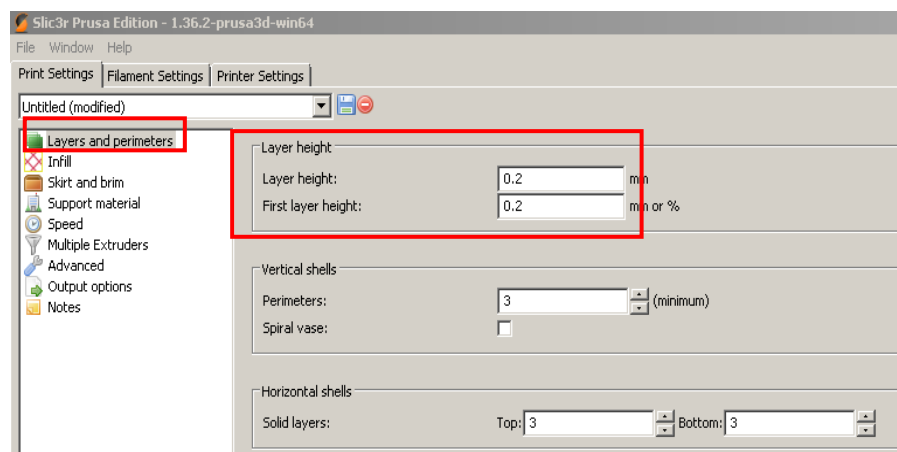 Slic3r Prusa Edition - 1.36.2-prusa3d-win64
File Window Help
Print Settings Filament Settings Printer Settings
Untitled (modified)
Layers and perimeters
Infill
Skirt and brim
Support material
Speed
Multiple Extruders
Advanced
Output options
Notes
Layer height
Layer height: 0.2 mm
First layer height: 0.2 mm or %
Vertical shells
Perimeters: 3 (minimum)
Spiral vase:
Horizontal shells
Solid layers: Top: 3 Bottom: 3